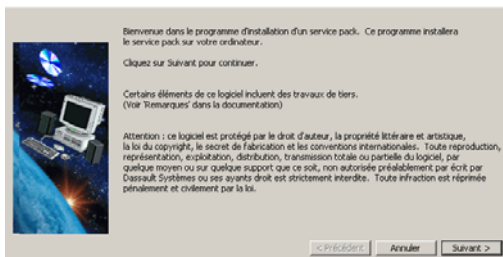 Bienvenue dans le programme d'installation d'un service pack. Ce programme installera
le service pack sur votre ordinateur.
Cliquez sur Suivant pour continuer.
Certains éléments de ce logiciel incluent des travaux de tiers.
(Voir 'Remarques' dans la documentation)
Attention : ce logiciel est protégé par le droit d'auteur, la propriété littéraire et artistique,
la loi du copyright, le secret de fabrication et les conventions internationales. Toute reproduction,
représentation, exploitation, distribution, transmission totale ou partielle du logiciel, par
quelque moyen ou sur quelque support que ce soit, non autorisée préalablement par écrit par
Dassault Systèmes ou ses ayants droit est strictement interdite. Toute infraction est réprimée
pénalement et civilement par la loi.
< Précédent Annuler Suivant >